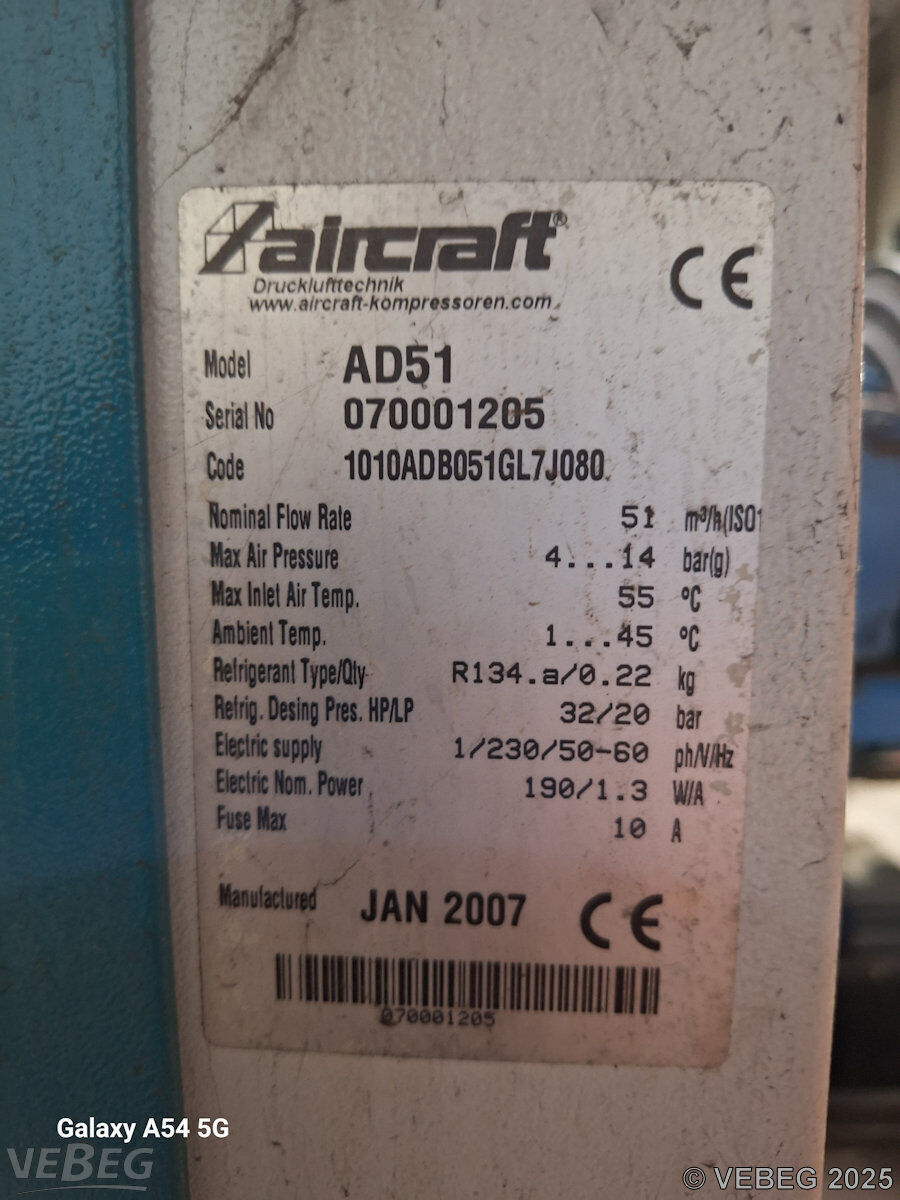 aircraft®
Drucklufttechnik
www.aircraft-kompressoren.com
CE
Model AD51
Serial No 070001205
Code 1010ADB051GL7J080
Nominal Flow Rate 51 m³/h(ISO1
Max Air Pressure 4...14 bar(g)
Max Inlet Air Temp. 55 ºC
Ambient Temp. 1...45 ºC
Refrigerant Type/Qly R134.a/0.22 kg
Refrig. Desing Pres. HP/LP 32/20 bar
Electric supply 1/230/50-60 ph/V/Hz
Electric Nom. Power 190/1.3 W/A
Fuse Max 10 A
Manufactured JAN 2007 CE
070001205
Galaxy A54 5G
VEBEG
© VEBEG 2025